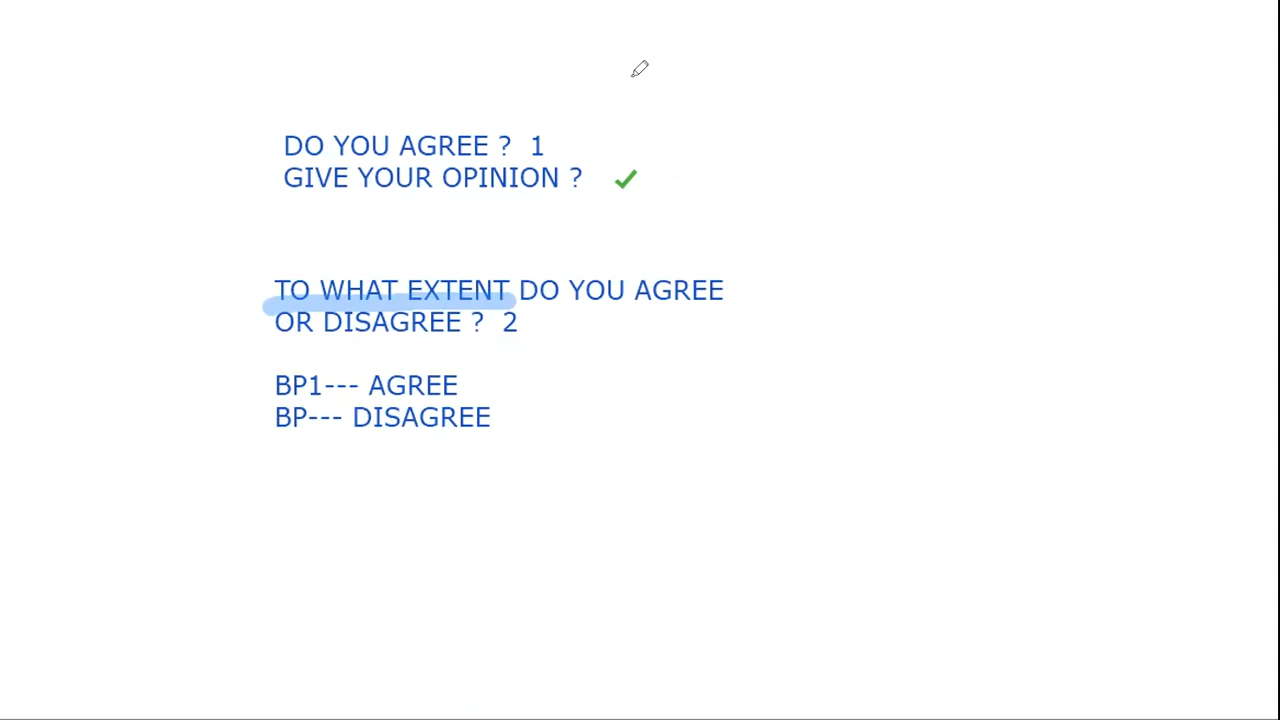 DO YOU AGREE ? 1
GIVE YOUR OPINION ?
TO WHAT EXTENT DO YOU AGREE
OR DISAGREE ? 2
BP1--- AGREE
BP--- DISAGREE